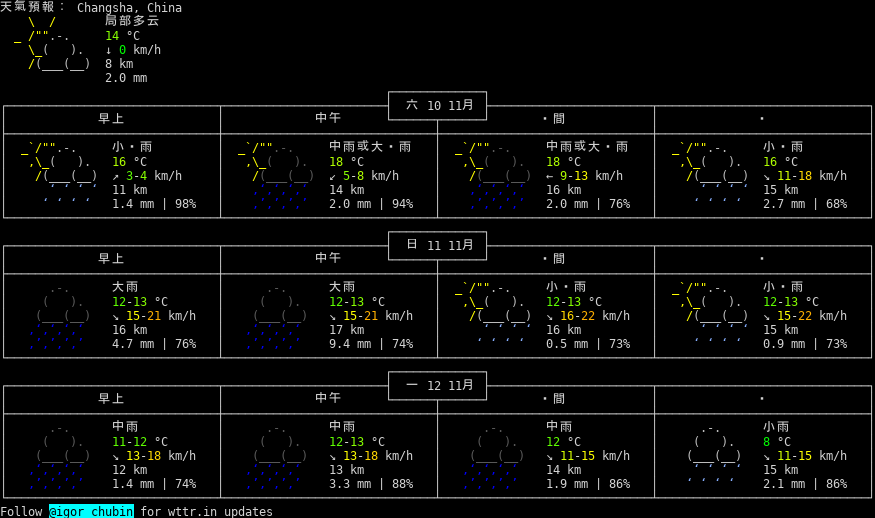 天氣預報： Changsha, China
局部多云
14 °C
↓ 0 km/h
8 km
2.0 mm
六 10 11月
早上 中午 ・間 ・
小・雨 中雨或大・雨 中雨或大・雨 小・雨
16 °C 18 °C 18 °C 16 °C
↗ 3-4 km/h ↙ 5-8 km/h ← 9-13 km/h ↘ 11-18 km/h
11 km 14 km 16 km 15 km
1.4 mm | 98% 2.0 mm | 94% 2.0 mm | 76% 2.7 mm | 68%
日 11 11月
早上 中午 ・間 ・
大雨 大雨 小・雨 小・雨
12-13 °C 12-13 °C 12-13 °C 12-13 °C
↘ 15-21 km/h ↘ 15-21 km/h ↘ 16-22 km/h ↘ 15-22 km/h
16 km 17 km 16 km 15 km
4.7 mm | 76% 9.4 mm | 74% 0.5 mm | 73% 0.9 mm | 73%
一 12 11月
早上 中午 ・間 ・
中雨 中雨 中雨 小雨
11-12 °C 12-13 °C 12 °C 8 °C
↘ 13-18 km/h ↘ 13-18 km/h ↘ 11-15 km/h ↘ 11-15 km/h
12 km 13 km 14 km 15 km
1.4 mm | 74% 3.3 mm | 88% 1.9 mm | 86% 2.1 mm | 86%
Follow @igor_chubin for wttr.in updates